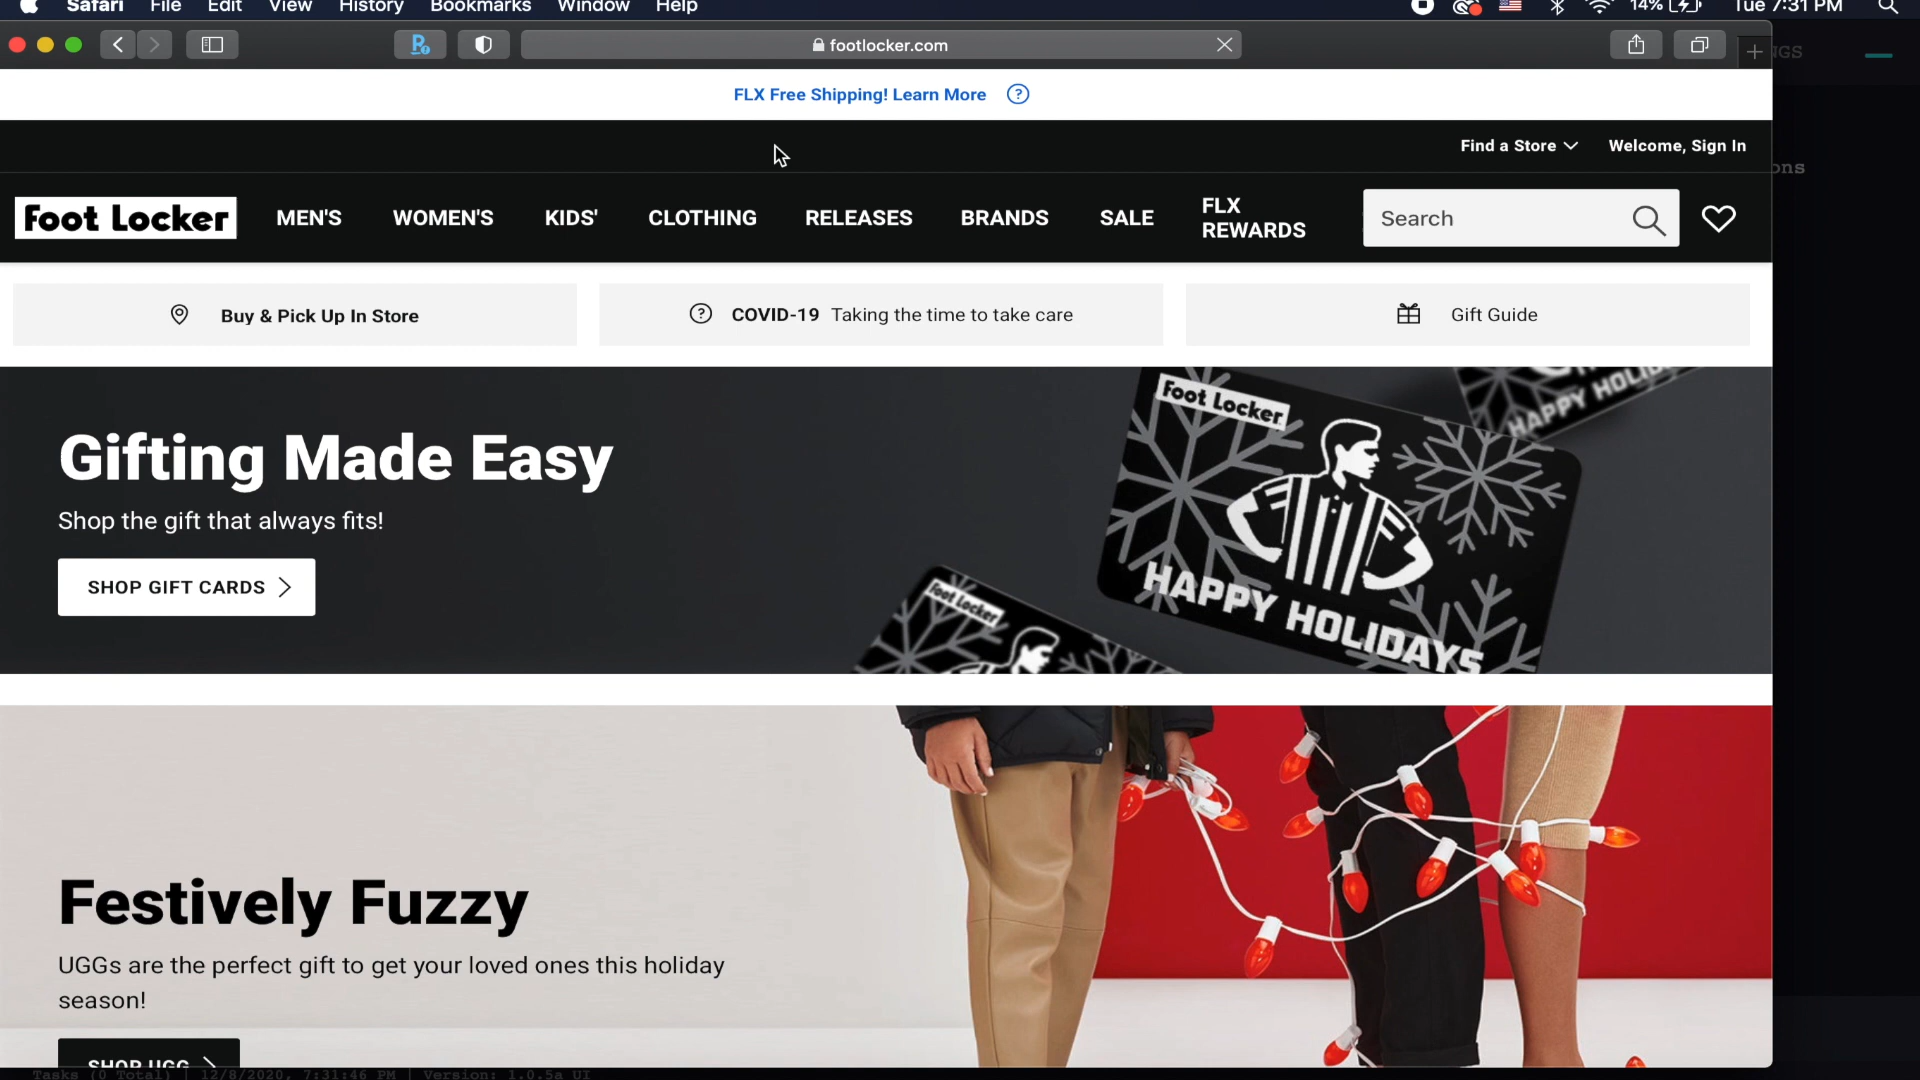 Safari File Edit View History Bookmarks Window Help 14% Tue 7:31 PM
footlocker.com
FLX Free Shipping! Learn More
Find a Store Welcome, Sign In
Foot Locker MEN'S WOMEN'S KIDS' CLOTHING RELEASES BRANDS SALE FLX REWARDS Search
Buy & Pick Up In Store COVID-19 Taking the time to take care Gift Guide
Gifting Made Easy
Shop the gift that always fits!
SHOP GIFT CARDS
Foot Locker
HAPPY HOLIDAYS
Foot Locker
Festively Fuzzy
UGGs are the perfect gift to get your loved ones this holiday
season!
SHOP UGG
Tasks (0 Total) | 12/8/2020, 7:31:46 PM | Version: 1.0.5a UI